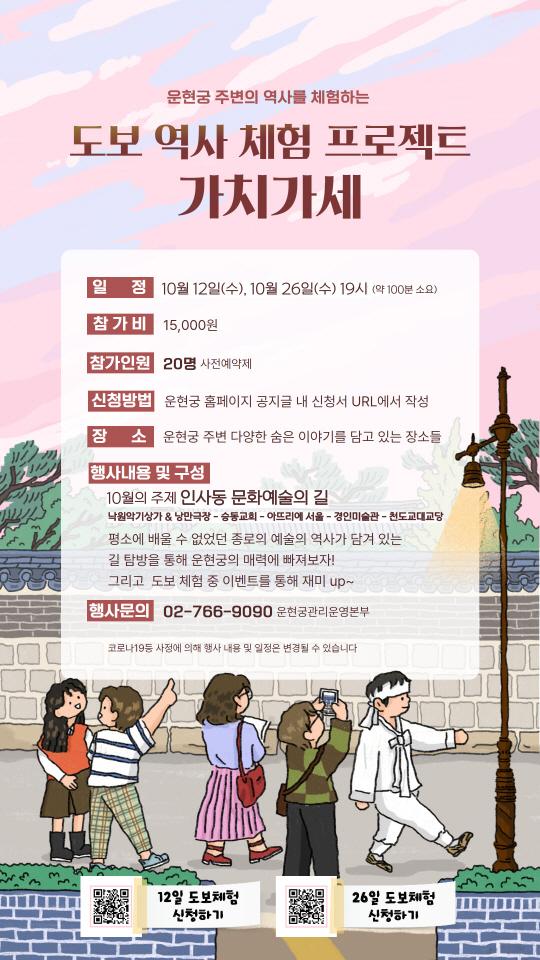 운현궁 주변의 역사를 체험하는
도보 역사 체험 프로젝트
가치가세
일 정 10월 12일(수), 10월 26일(수) 19시 (약 100분 소요)
참 가 비 15,000원
참가인원 20명 사전예약제
신청방법 운현궁 홈페이지 공지글 내 신청서 URL에서 작성
장 소 운현궁 주변 다양한 숨은 이야기를 담고 있는 장소들
행사내용 및 구성
10월의 주제 인사동 문화예술의 길
낙원악기상가 & 낭만극장 - 승동교회 - 아뜨리에 서울 - 경인미술관 - 천도교대교당
평소에 배울 수 없었던 종로의 예술의 역사가 담겨 있는
길 탐방을 통해 운현궁의 매력에 빠져보자!
그리고 도보 체험 중 이벤트를 통해 재미 up~
행사문의 02-766-9090 운현궁관리운영본부
코로나19등 사정에 의해 행사 내용 및 일정은 변경될 수 있습니다
12일 도보체험
신청하기
26일 도보체험
신청하기